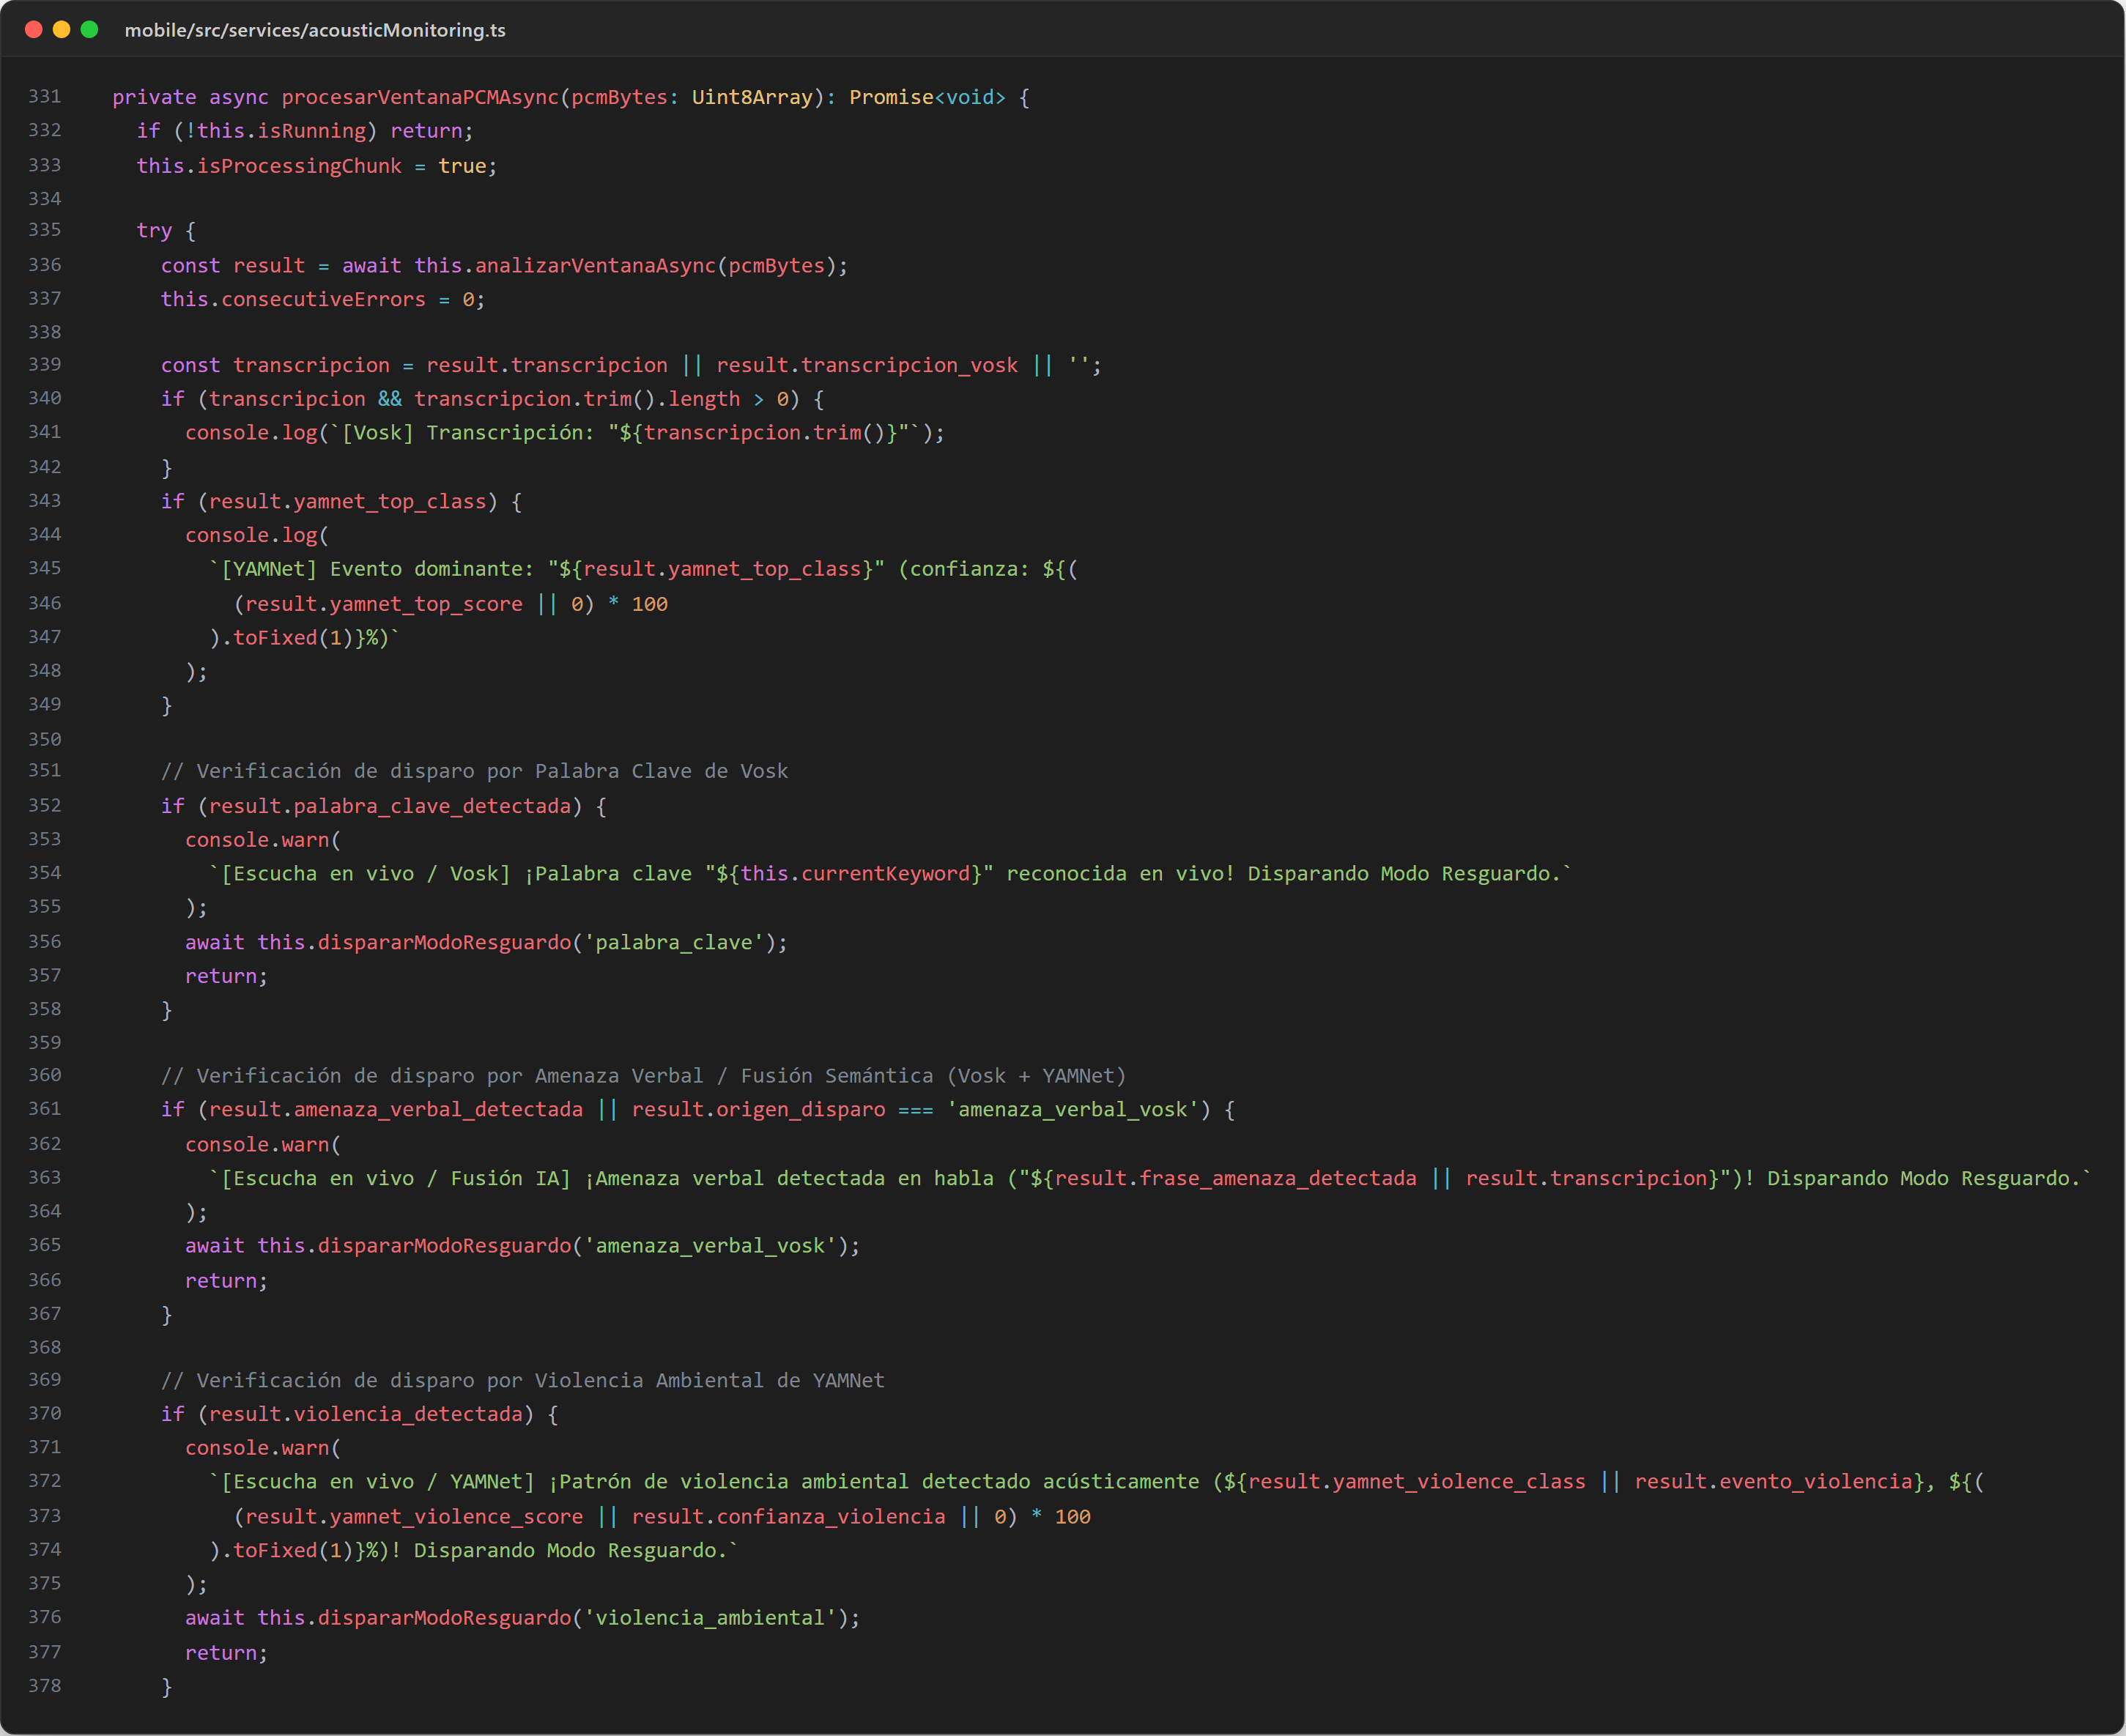 mobile/src/services/acousticMonitoring.ts
331 private async procesarVentanaPCMAsync(pcmBytes: Uint8Array): Promise<void> {
332 if (!this.isRunning) return;
333 this.isProcessingChunk = true;
334
335 try {
336 const result = await this.analizarVentanaAsync(pcmBytes);
337 this.consecutiveErrors = 0;
338
339 const transcripcion = result.transcripcion || result.transcripcion_vosk || '';
340 if (transcripcion && transcripcion.trim().length > 0) {
341 console.log(`[Vosk] Transcripción: "${transcripcion.trim()}"`);
342 }
343 if (result.yamnet_top_class) {
344 console.log(
345 `[YAMNet] Evento dominante: "${result.yamnet_top_class}" (confianza: ${(
346 (result.yamnet_top_score || 0) * 100
347 ).toFixed(1)}%)`
348 );
349 }
350
351 // Verificación de disparo por Palabra Clave de Vosk
352 if (result.palabra_clave_detectada) {
353 console.warn(
354 `[Escucha en vivo / Vosk] ¡Palabra clave "${this.currentKeyword}" reconocida en vivo! Disparando Modo Resguardo.`
355 );
356 await this.dispararModoResguardo('palabra_clave');
357 return;
358 }
359
360 // Verificación de disparo por Amenaza Verbal / Fusión Semántica (Vosk + YAMNet)
361 if (result.amenaza_verbal_detectada || result.origen_disparo === 'amenaza_verbal_vosk') {
362 console.warn(
363 `[Escucha en vivo / Fusión IA] ¡Amenaza verbal detectada en habla ("${result.frase_amenaza_detectada || result.transcripcion}")! Disparando Modo Resguardo.`
364 );
365 await this.dispararModoResguardo('amenaza_verbal_vosk');
366 return;
367 }
368
369 // Verificación de disparo por Violencia Ambiental de YAMNet
370 if (result.violencia_detectada) {
371 console.warn(
372 `[Escucha en vivo / YAMNet] ¡Patrón de violencia ambiental detectado acústicamente (${result.yamnet_violence_class || result.evento_violencia}, ${(
373 (result.yamnet_violence_score || result.confianza_violencia || 0) * 100
374 ).toFixed(1)}%)! Disparando Modo Resguardo.`
375 );
376 await this.dispararModoResguardo('violencia_ambiental');
377 return;
378 }